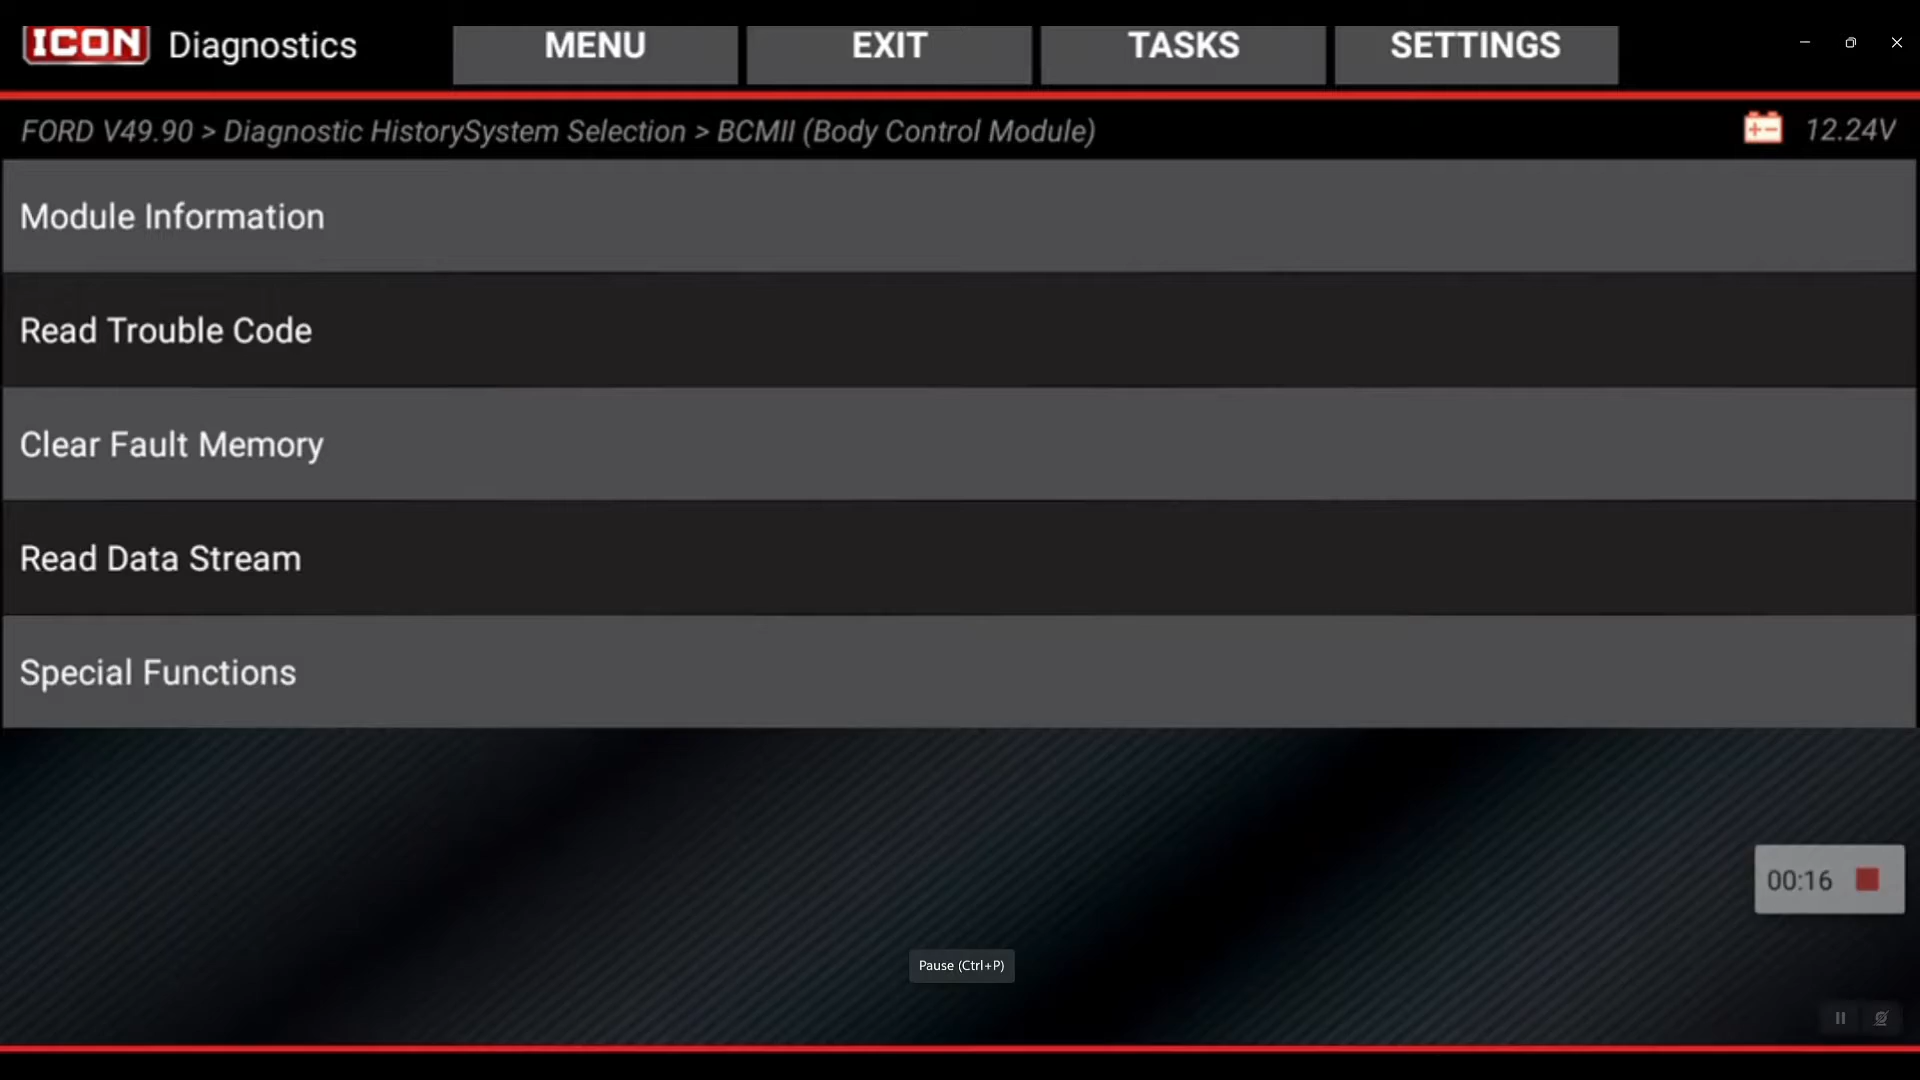 ICON Diagnostics MENU EXIT TASKS SETTINGS
FORD V49.90 > Diagnostic HistorySystem Selection > BCMII (Body Control Module) 12.24V
Module Information
Read Trouble Code
Clear Fault Memory
Read Data Stream
Special Functions
00:16
Pause (Ctrl+P)